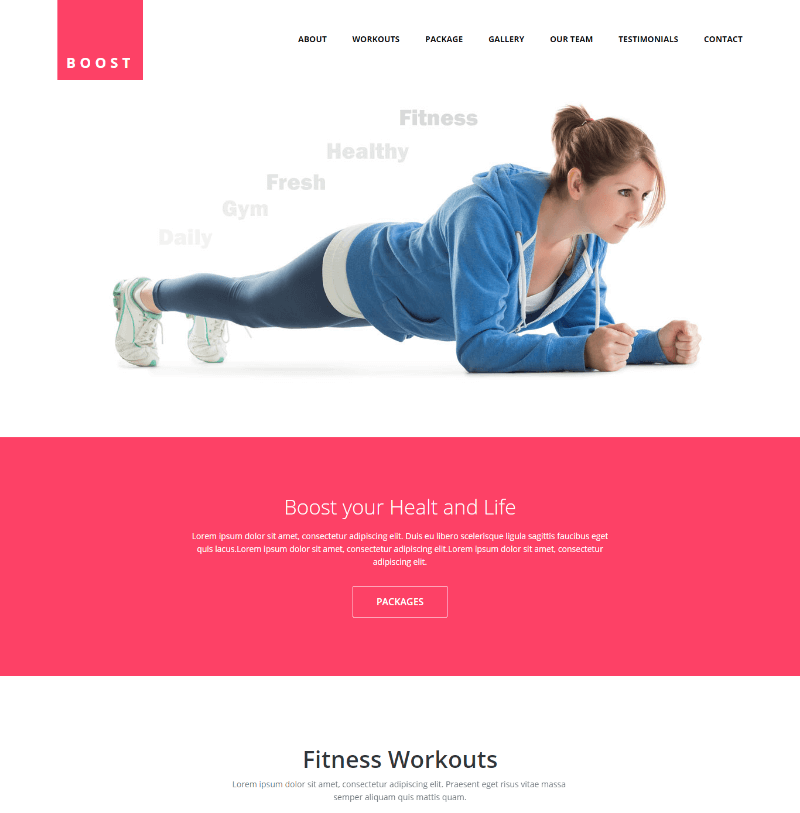 BOOST
ABOUT WORKOUTS PACKAGE GALLERY OUR TEAM TESTIMONIALS CONTACT
Fitness
Healthy
Fresh
Gym
Daily
Boost your Healt and Life
Lorem ipsum dolor sit amet, consectetur adipiscing elit. Duis eu libero scelerisque ligula sagittis faucibus eget
quis lacus.Lorem ipsum dolor sit amet, consectetur adipiscing elit.Lorem ipsum dolor sit amet, consectetur
adipiscing elit.
PACKAGES
Fitness Workouts
Lorem ipsum dolor sit amet, consectetur adipiscing elit. Praesent eget risus vitae massa
semper aliquam quis mattis quam.